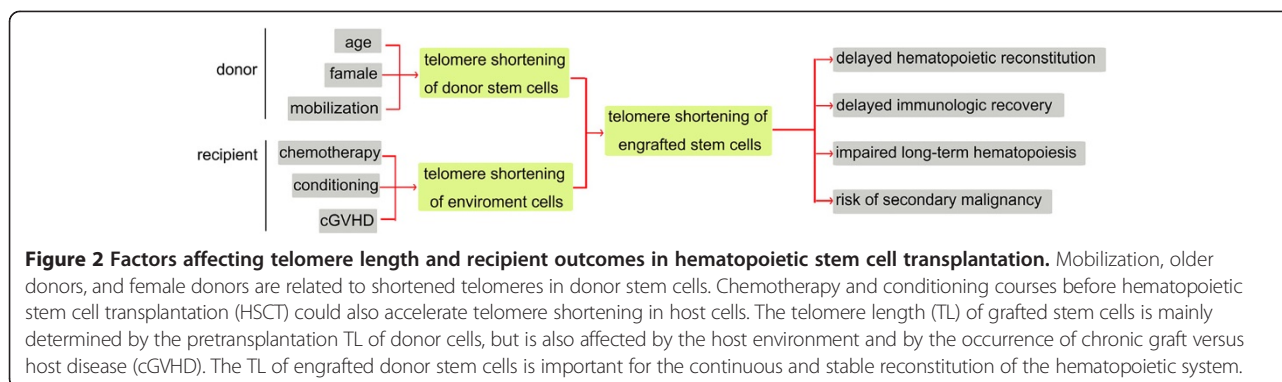 donor
age
famale
mobilization
recipient
chemotherapy
conditioning
cGVHD
telomere shortening
of donor stem cells
telomere shortening
of enviroment cells
telomere shortening of
engrafted stem cells
delayed hematopoietic reconstitution
delayed immunologic recovery
impaired long-term hematopoiesis
risk of secondary malignancy
Figure 2 Factors affecting telomere length and recipient outcomes in hematopoietic stem cell transplantation. Mobilization, older
donors, and female donors are related to shortened telomeres in donor stem cells. Chemotherapy and conditioning courses before hematopoietic
stem cell transplantation (HSCT) could also accelerate telomere shortening in host cells. The telomere length (TL) of grafted stem cells is mainly
determined by the pretransplantation TL of donor cells, but is also affected by the host environment and by the occurrence of chronic graft versus
host disease (cGVHD). The TL of engrafted donor stem cells is important for the continuous and stable reconstitution of the hematopoietic system.